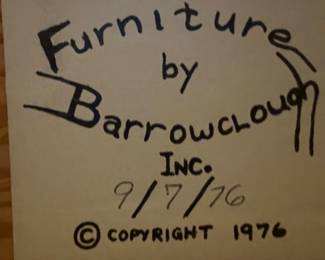 Furniture
by
Barrowclough
Inc.
9/7/76
© COPYRIGHT 1976